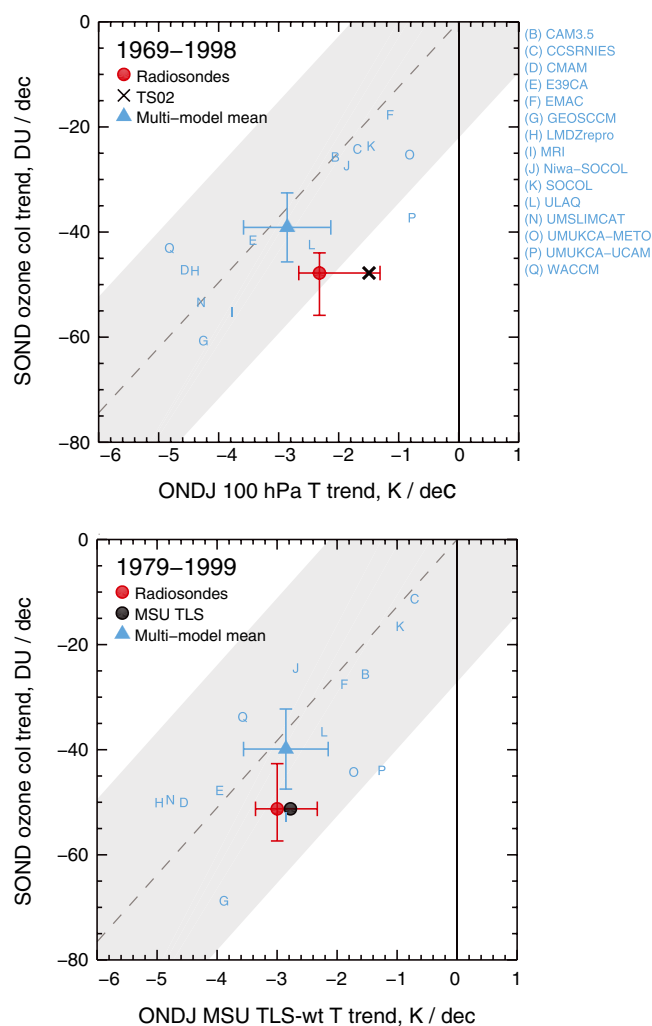 1969−1998
Radiosondes
TS02
Multi−model mean
0
−20
−40
−60
−80
SOND ozone col trend, DU / dec
B
C
D
E
F
G
H
I
J
K
L
N
O
P
Q
−6 −5 −4 −3 −2 −1 0 1
ONDJ 100 hPa T trend, K / dec
(B) CAM3.5
(C) CCSRNIES
(D) CMAM
(E) E39CA
(F) EMAC
(G) GEOSCCM
(H) LMDZrepro
(I) MRI
(J) Niwa−SOCOL
(K) SOCOL
(L) ULAQ
(N) UMSLIMCAT
(O) UMUKCA−METO
(P) UMUKCA−UCAM
(Q) WACCM
1979−1999
Radiosondes
MSU TLS
Multi−model mean
0
−20
−40
−60
−80
SOND ozone col trend, DU / dec
C
K
J
B
F
Q
L
O
P
E
H
N
D
G
−6 −5 −4 −3 −2 −1 0 1
ONDJ MSU TLS-wt T trend, K / dec